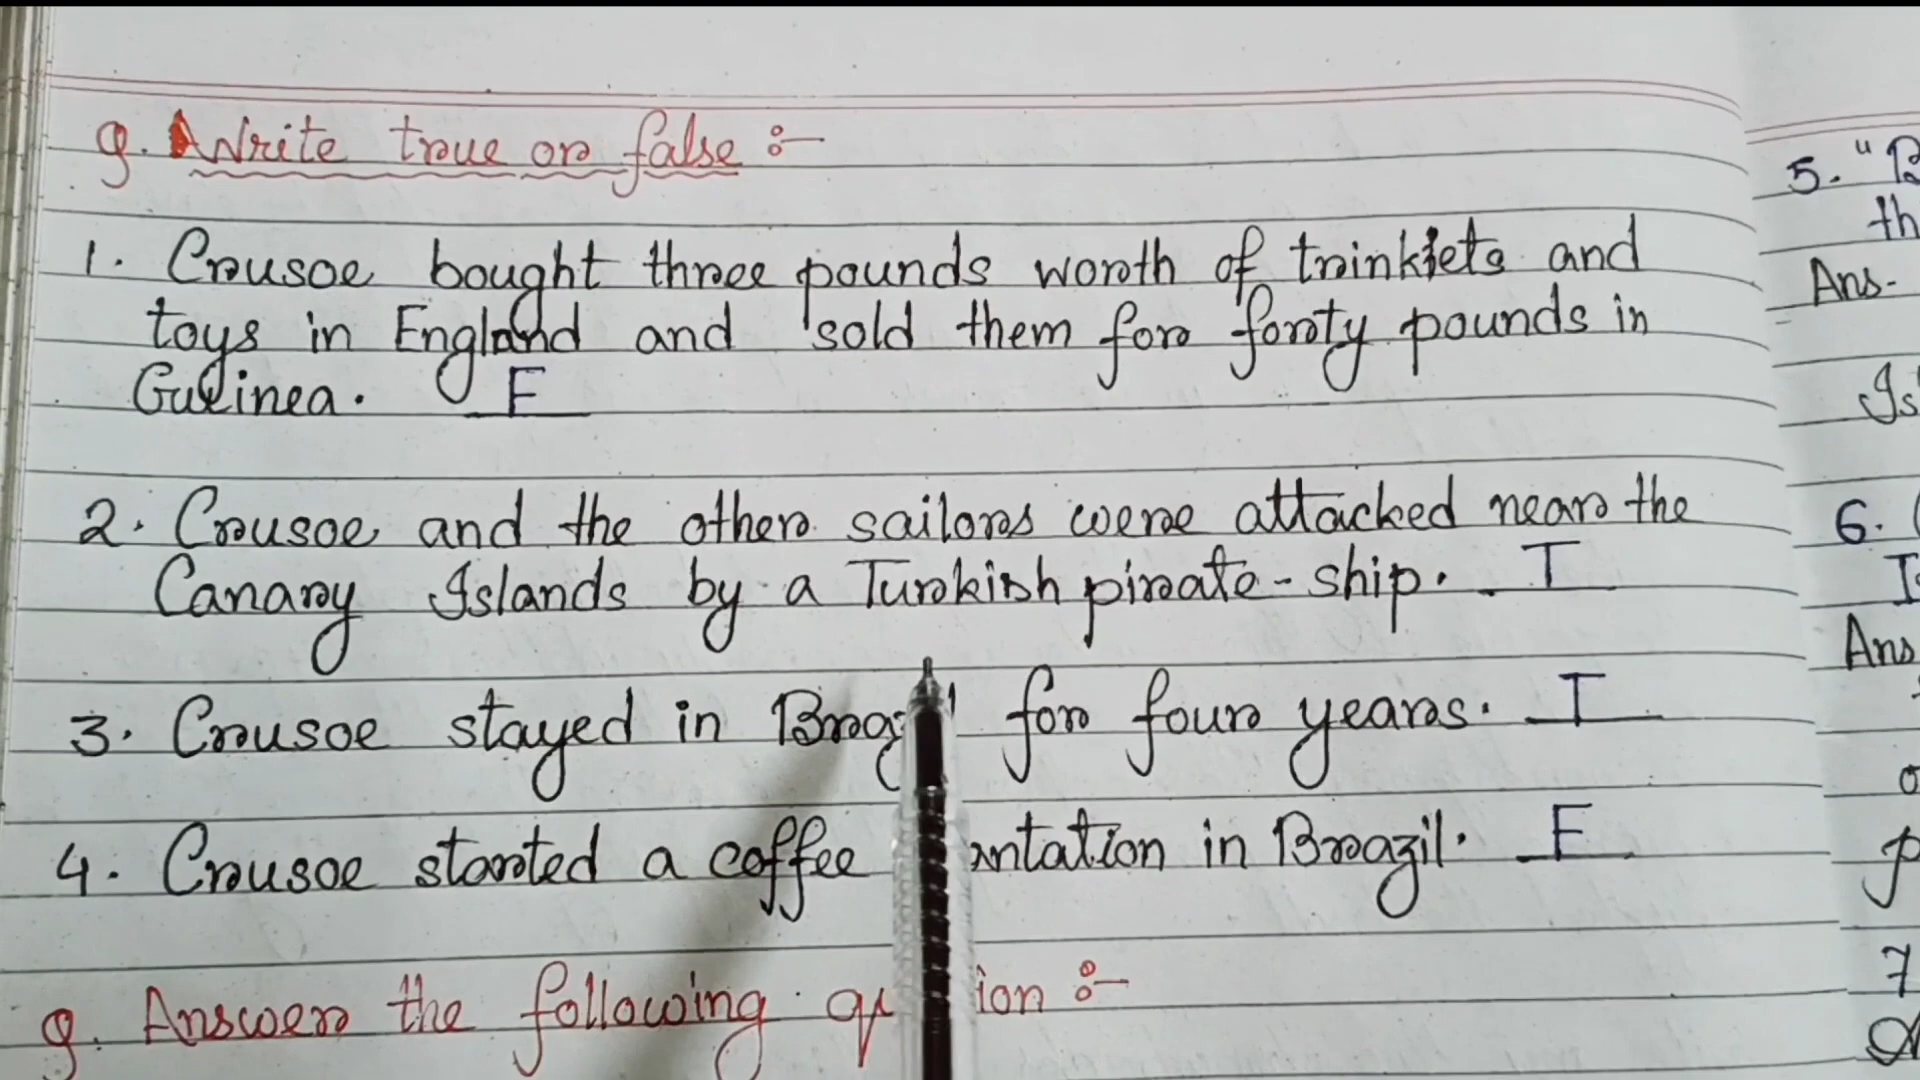 g. Write true or false :-
1. Crusoe bought three pounds worth of trinkets and
toys in England and sold them for forty pounds in
Guinea. F
2. Crusoe and the other sailors were attacked near the
Canary Islands by a Turkish pirate-ship. T
3. Crusoe stayed in for four years. T
4. Crusoe started a coffee in Brazil. F
g. Answer the following :-
5. "
th
Ans.
Is
6.
Ans
7